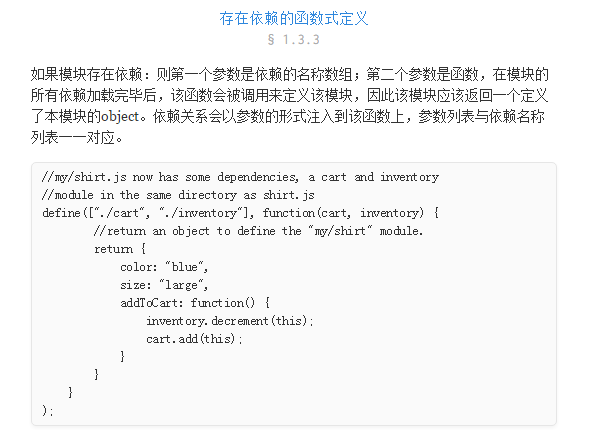 存在依赖的函数式定义
§ 1.3.3
如果模块存在依赖：则第一个参数是依赖的名称数组；第二个参数是函数，在模块的
所有依赖加载完毕后，该函数会被调用来定义该模块，因此该模块应该返回一个定义
了本模块的object。依赖关系会以参数的形式注入到该函数上，参数列表与依赖名称
列表一一对应。
//my/shirt.js now has some dependencies, a cart and inventory
//module in the same directory as shirt.js
define(["./cart", "./inventory"], function(cart, inventory) {
        //return an object to define the "my/shirt" module.
        return {
            color: "blue",
            size: "large",
            addToCart: function() {
                inventory.decrement(this);
                cart.add(this);
            }
        }
    }
);